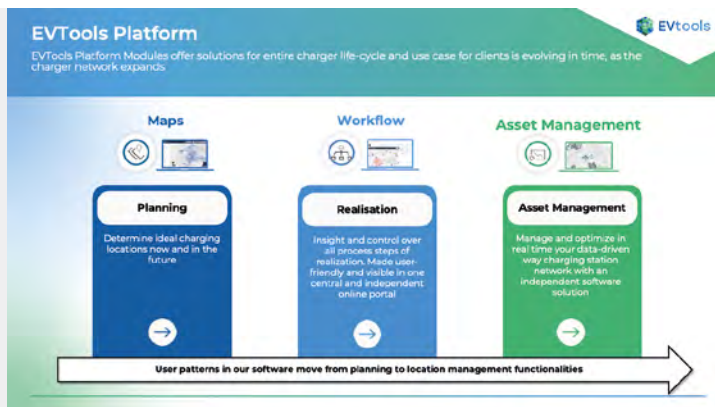 EVTools Platform
EVtools
EVTools Platform Modules offer solutions for entire charger life-cycle and use case for clients is evolving in time, as the
charger network expands
Maps
Workflow
Asset Management
Planning
Determine ideal charging
locations now and in the
future
Realisation
Insight and control over
all process steps of
realization. Made user-
friendly and visible in one
central and independent
online portal
Asset Management
Manage and optimize in
real time your data-driven
way charging station
network with an
independent software
solution
User patterns in our software move from planning to location management functionalities